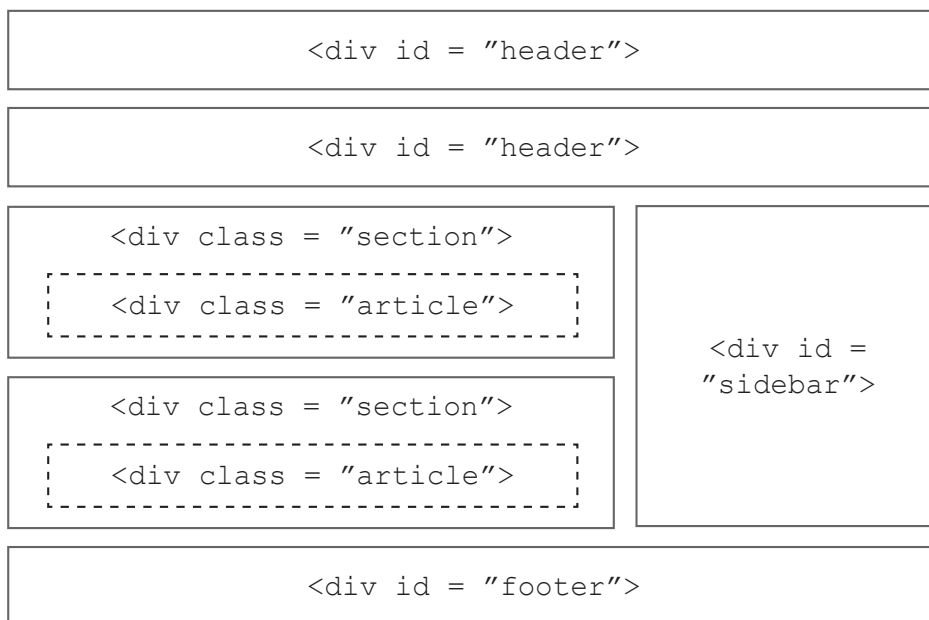 <div id = ″header″>
<div id = ″header″>
<div class = ″section″>
<div class = ″article″>
<div class = ″section″>
<div class = ″article″>
<div id =
″sidebar″>
<div id = ″footer″>